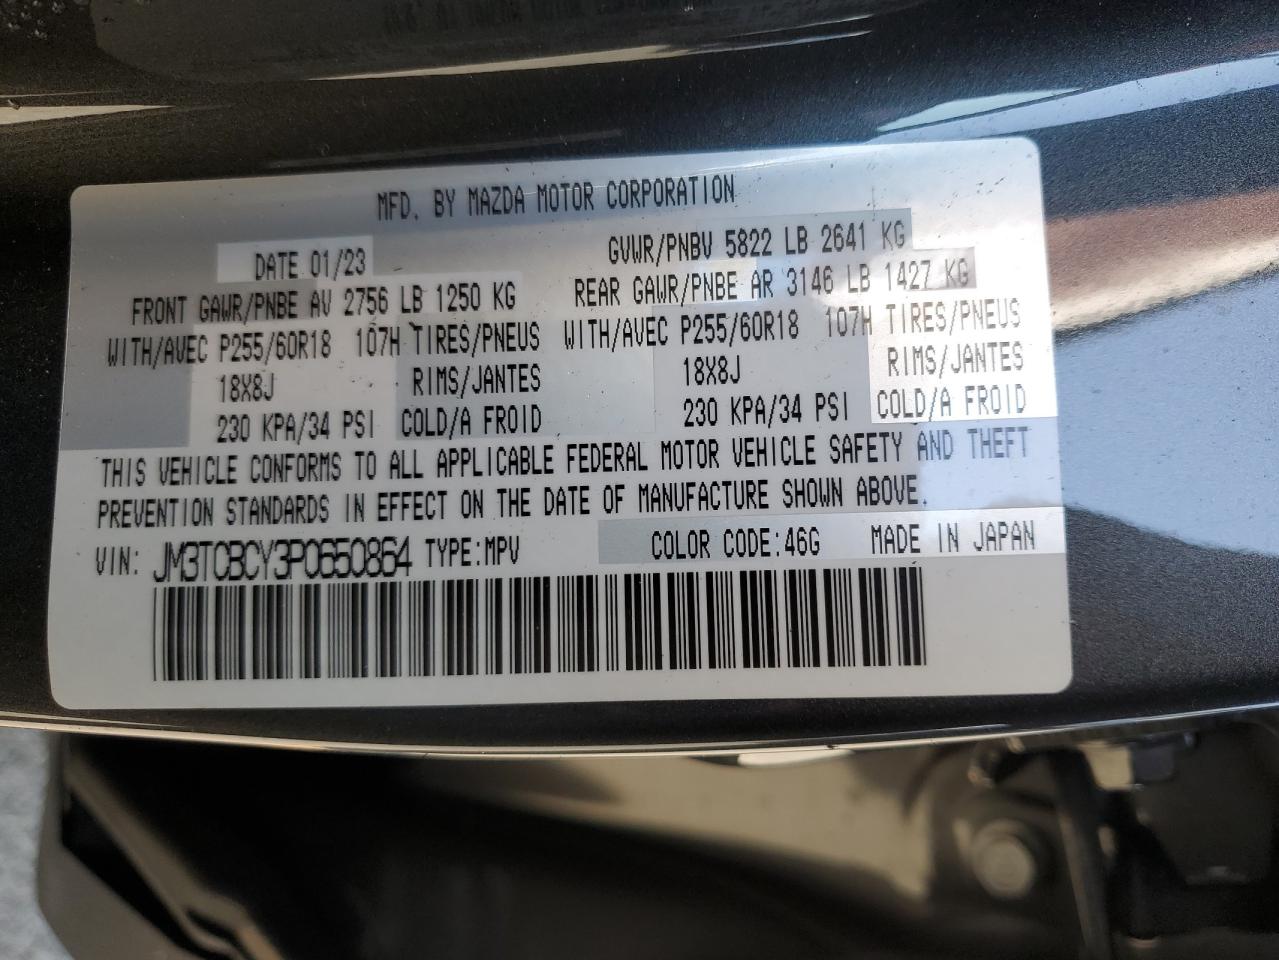 MFD. BY MAZDA MOTOR CORPORATION
DATE 01/23 GVWR/PNBV 5822 LB 2641 KG
FRONT GAWR/PNBE AV 2756 LB 1250 KG REAR GAWR/PNBE AR 3146 LB 1427 KG
WITH/AVEC P255/60R18 107H TIRES/PNEUS WITH/AVEC P255/60R18 107H TIRES/PNEUS
18X8J RIMS/JANTES 18X8J RIMS/JANTES
230 KPA/34 PSI COLD/A FROID 230 KPA/34 PSI COLD/A FROID
THIS VEHICLE CONFORMS TO ALL APPLICABLE FEDERAL MOTOR VEHICLE SAFETY AND THEFT
PREVENTION STANDARDS IN EFFECT ON THE DATE OF MANUFACTURE SHOWN ABOVE.
VIN: JM3TCBCY3P0650864 TYPE:MPV COLOR CODE:46G MADE IN JAPAN